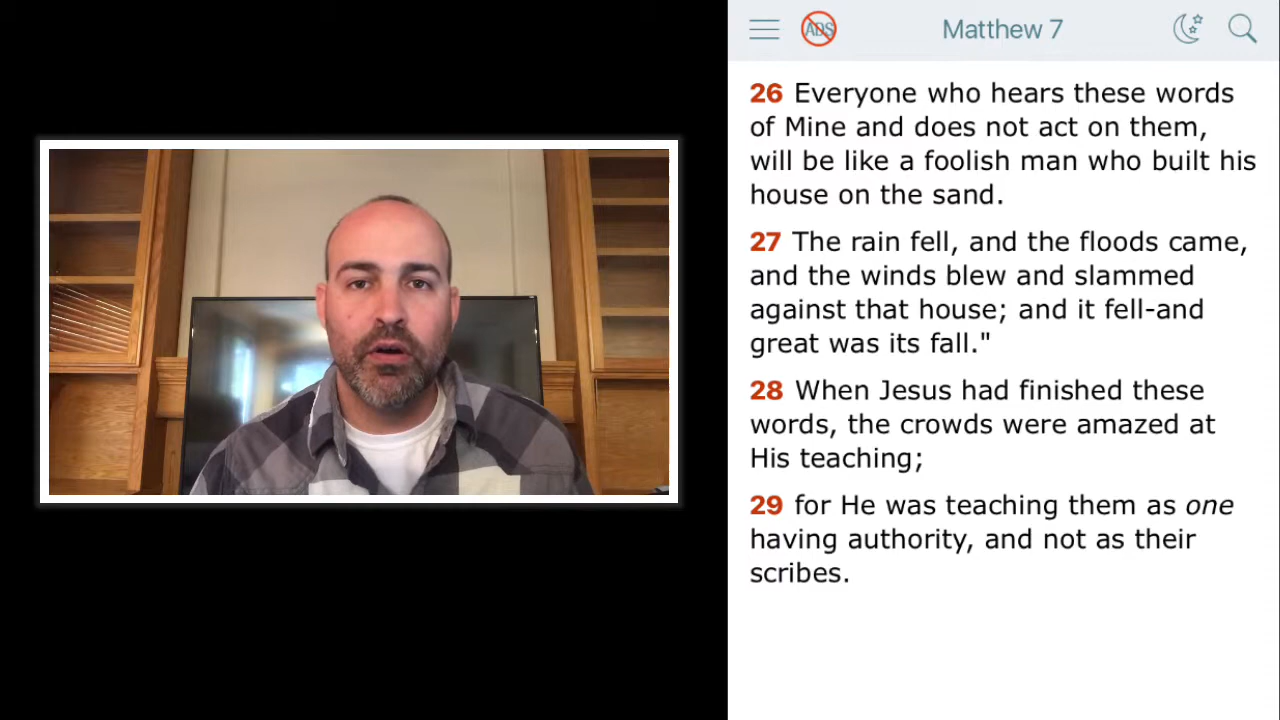 ADS
Matthew 7
26 Everyone who hears these words
of Mine and does not act on them,
will be like a foolish man who built his
house on the sand.
27 The rain fell, and the floods came,
and the winds blew and slammed
against that house; and it fell-and
great was its fall."
28 When Jesus had finished these
words, the crowds were amazed at
His teaching;
29 for He was teaching them as one
having authority, and not as their
scribes.